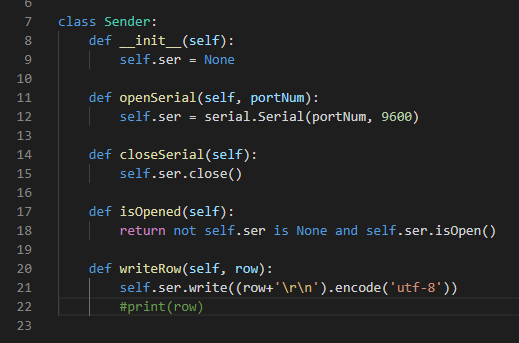 6
7 class Sender:
8     def __init__(self):
9         self.ser = None
10
11     def openSerial(self, portNum):
12         self.ser = serial.Serial(portNum, 9600)
13
14     def closeSerial(self):
15         self.ser.close()
16
17     def isOpened(self):
18         return not self.ser is None and self.ser.isOpen()
19
20     def writeRow(self, row):
21         self.ser.write((row+'\r\n').encode('utf-8'))
22         #print(row)
23